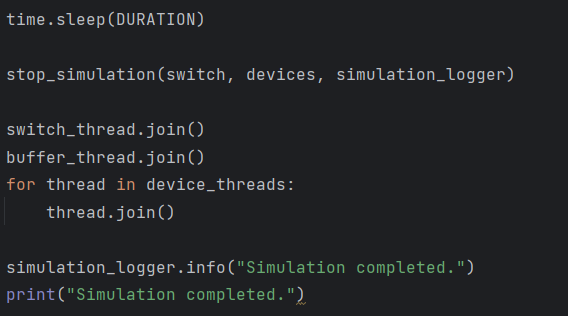 time.sleep(DURATION)
stop_simulation(switch, devices, simulation_logger)
switch_thread.join()
buffer_thread.join()
for thread in device_threads:
    thread.join()
simulation_logger.info("Simulation completed.")
print("Simulation completed.")